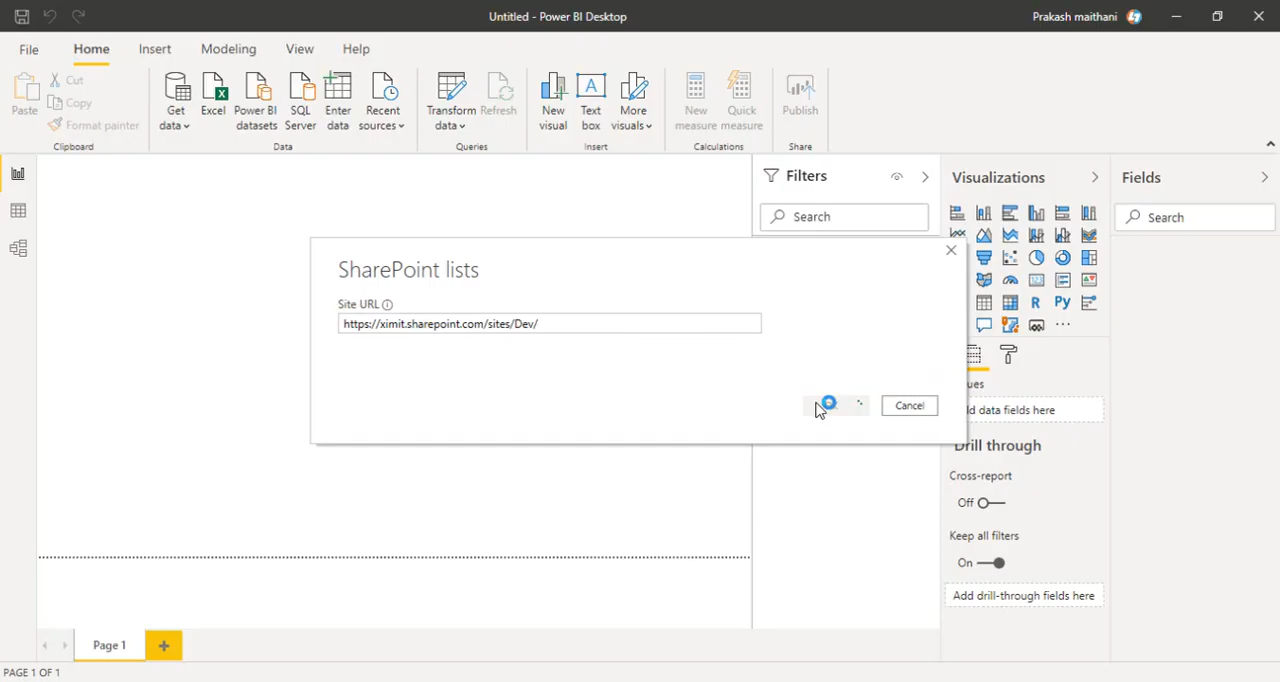 Untitled - Power BI Desktop
Prakash maithani
File
Home
Insert
Modeling
View
Help
Paste
Cut
Copy
Format painter
Clipboard
Get data
Excel
Power BI datasets
SQL Server
Enter data
Recent sources
Data
Transform data
Refresh
Queries
New visual
Text box
More visuals
Insert
New measure
Quick measure
Calculations
Publish
Share
Filters
Search
Visualizations
Fields
Search
SharePoint lists
Site URL
https://ximit.sharepoint.com/sites/Dev/
Cancel
R
Py
ues
d data fields here
Drill through
Cross-report
Off
Keep all filters
On
Add drill-through fields here
Page 1
PAGE 1 OF 1